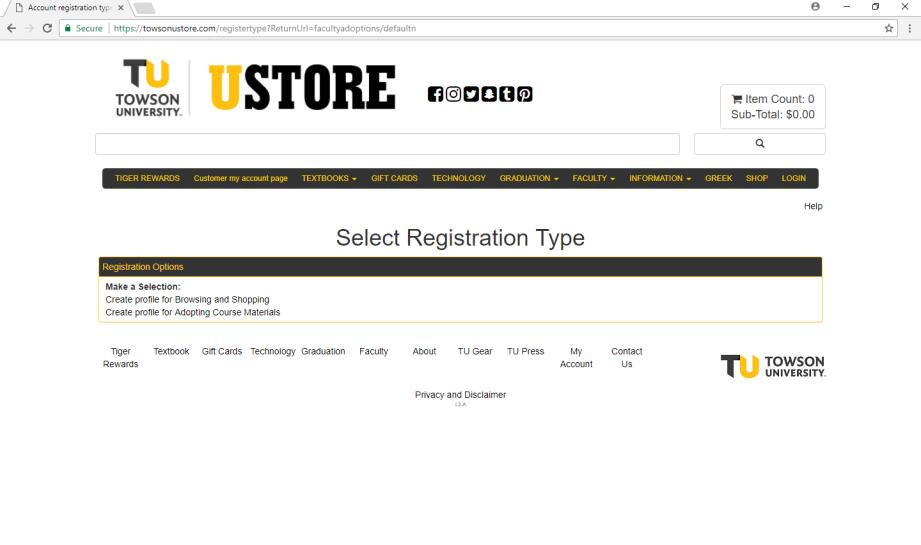 Account registration typ
Secure | https://towsonustore.com/registertype?ReturnUrl=facultyadoptions/defaultn
TU
TOWSON
UNIVERSITY.
USTORE
Item Count: 0
Sub-Total: $0.00
TIGER REWARDS Customer my account page TEXTBOOKS GIFT CARDS TECHNOLOGY GRADUATION FACULTY INFORMATION GREEK SHOP LOGIN
Help
Select Registration Type
Registration Options
Make a Selection:
Create profile for Browsing and Shopping
Create profile for Adopting Course Materials
Tiger Rewards Textbook Gift Cards Technology Graduation Faculty About TU Gear TU Press My Account Contact Us
TU TOWSON
UNIVERSITY.
Privacy and Disclaimer